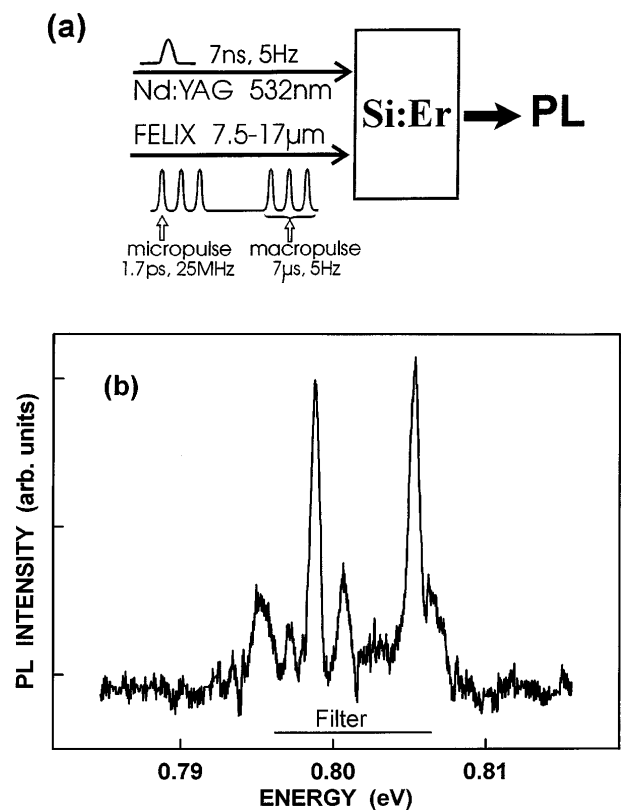 (a)
7ns, 5Hz
Nd:YAG 532nm
FELIX 7.5-17µm
Si:Er
PL
micropulse
1.7ps, 25MHz
macropulse
7µs, 5Hz
(b)
PL INTENSITY (arb. units)
Filter
0.79
0.80
0.81
ENERGY (eV)